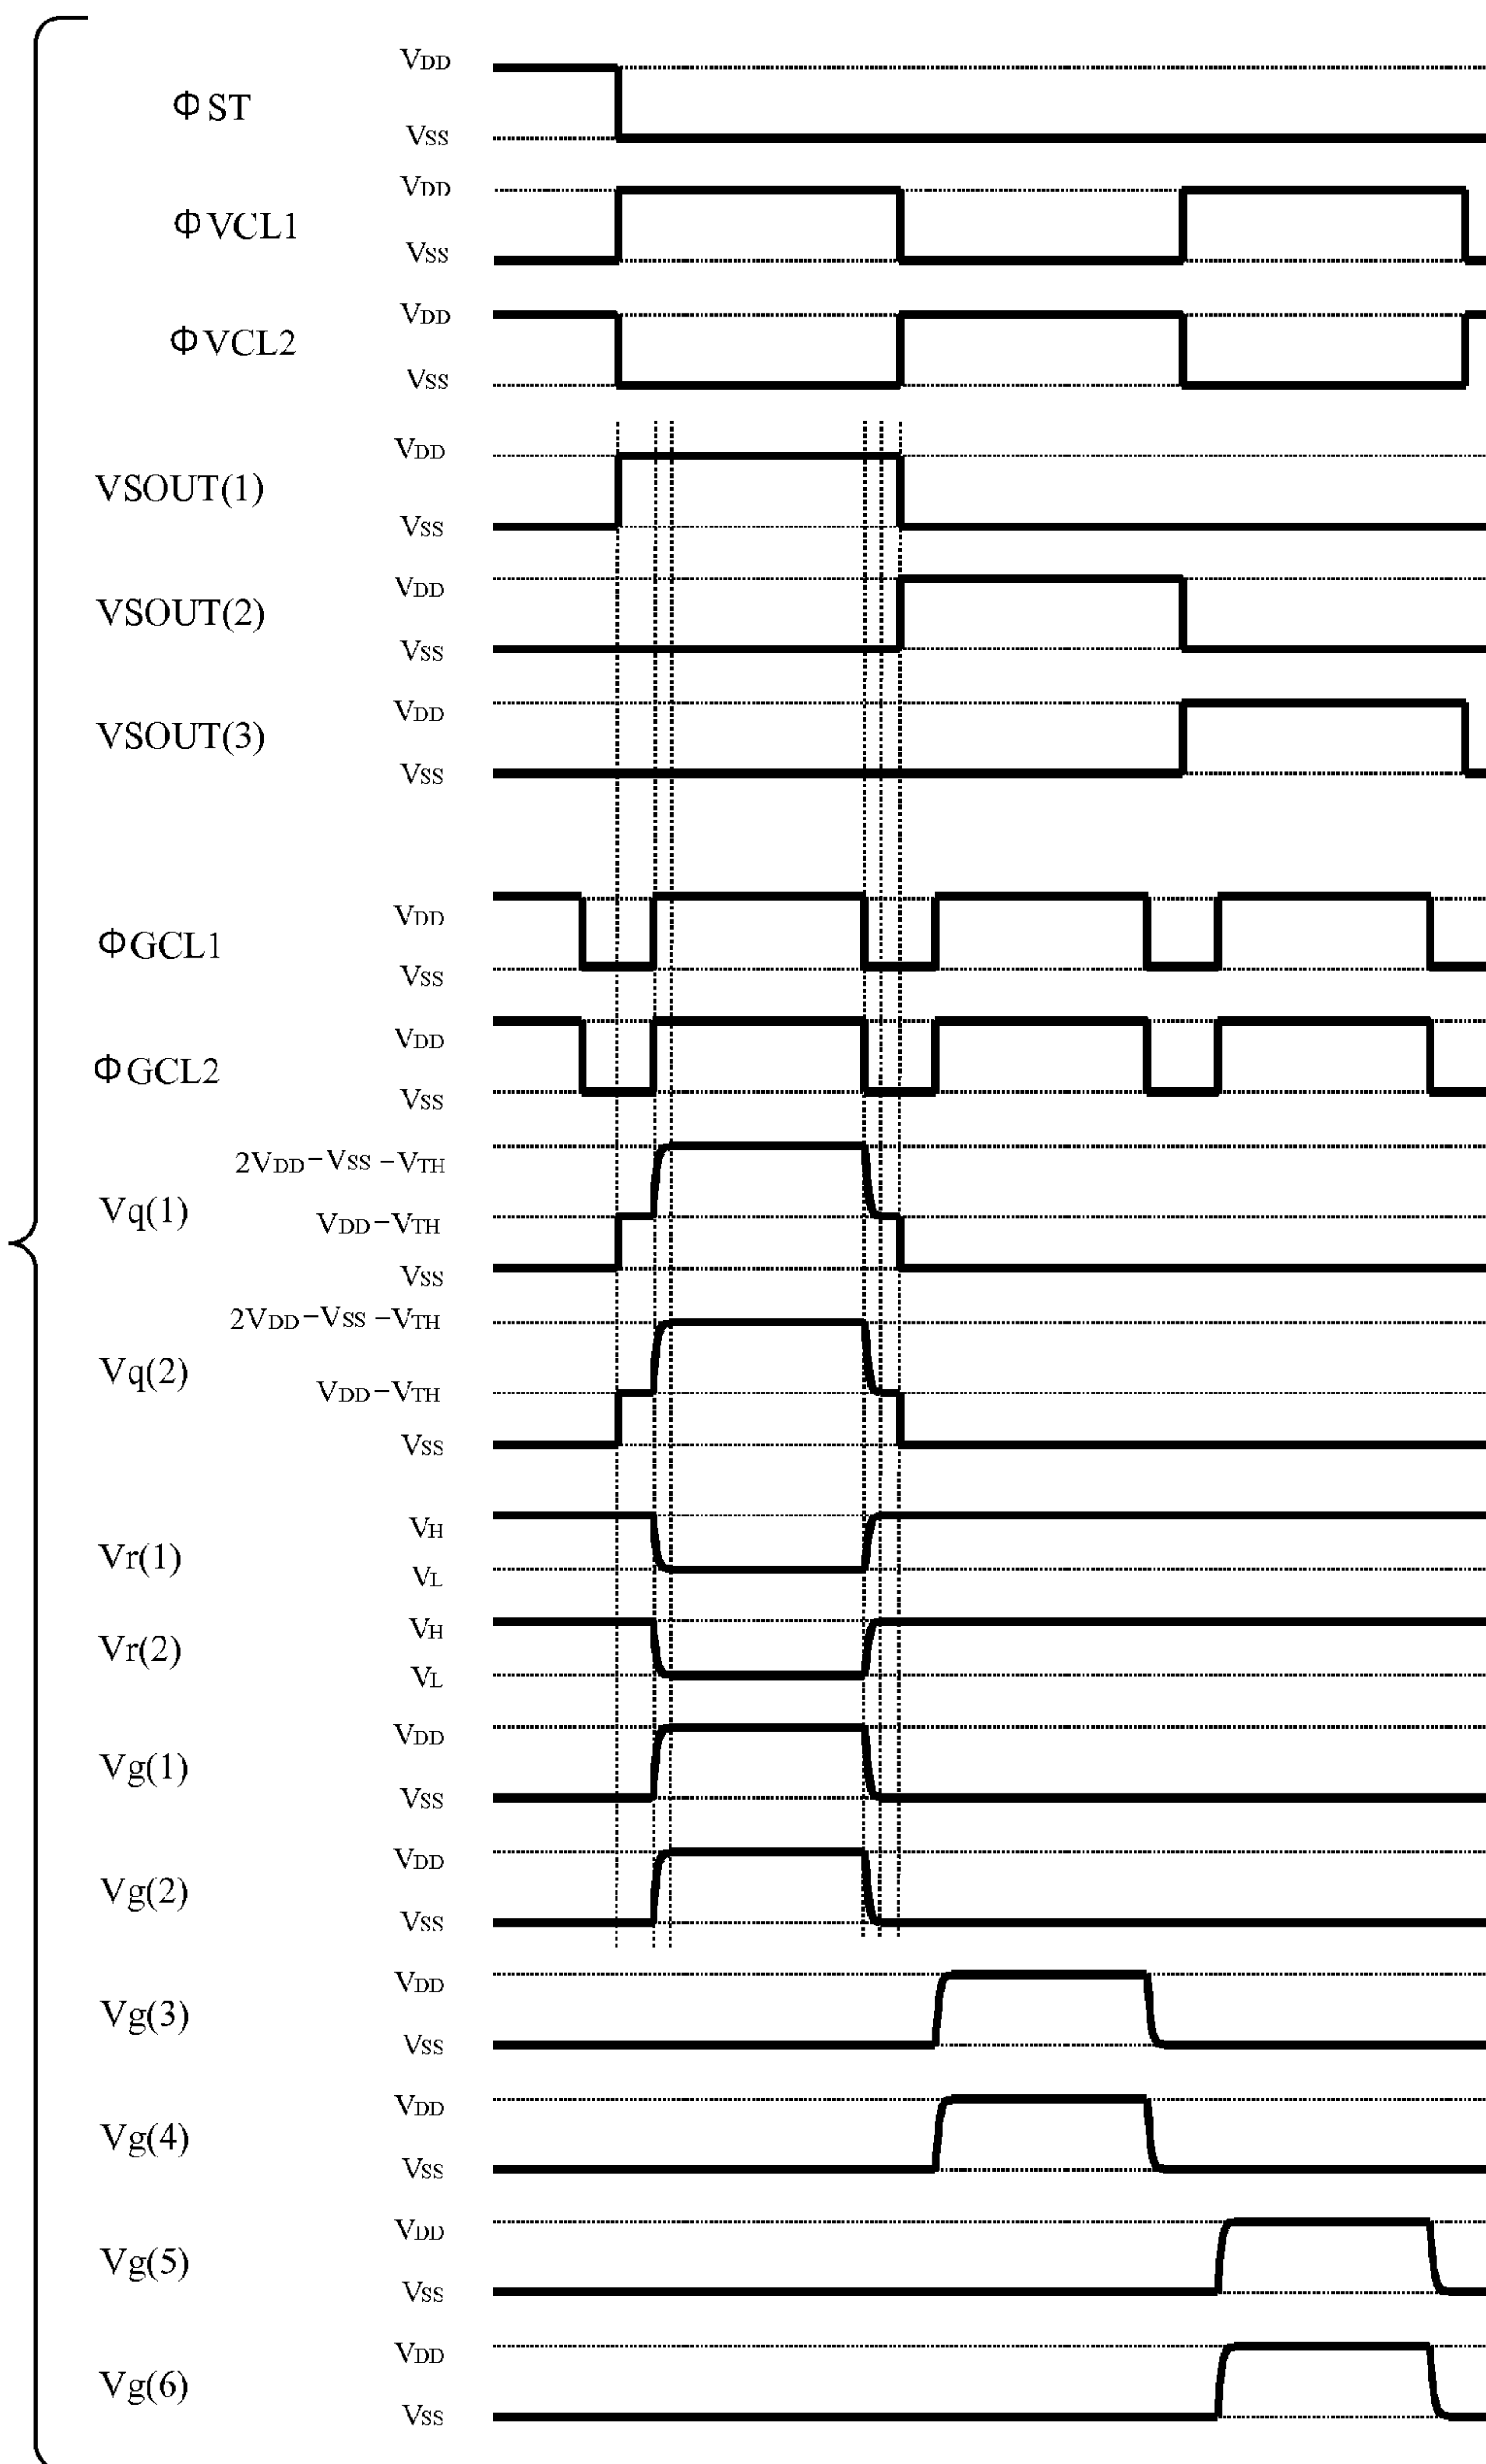 VDD
ΦST
VSS
VDD
ΦVCL1
VSS
VDD
ΦVCL2
VSS
VDD
VSOUT(1)
VSS
VDD
VSOUT(2)
VSS
VDD
VSOUT(3)
VSS
VDD
ΦGCL1
VSS
VDD
ΦGCL2
VSS
2VDD-VSS-VTH
Vq(1)
VDD-VTH
VSS
2VDD-VSS-VTH
Vq(2)
VDD-VTH
VSS
VH
Vr(1)
VL
VH
Vr(2)
VL
VDD
Vg(1)
VSS
VDD
Vg(2)
VSS
VDD
Vg(3)
VSS
VDD
Vg(4)
VSS
VDD
Vg(5)
VSS
VDD
Vg(6)
VSS